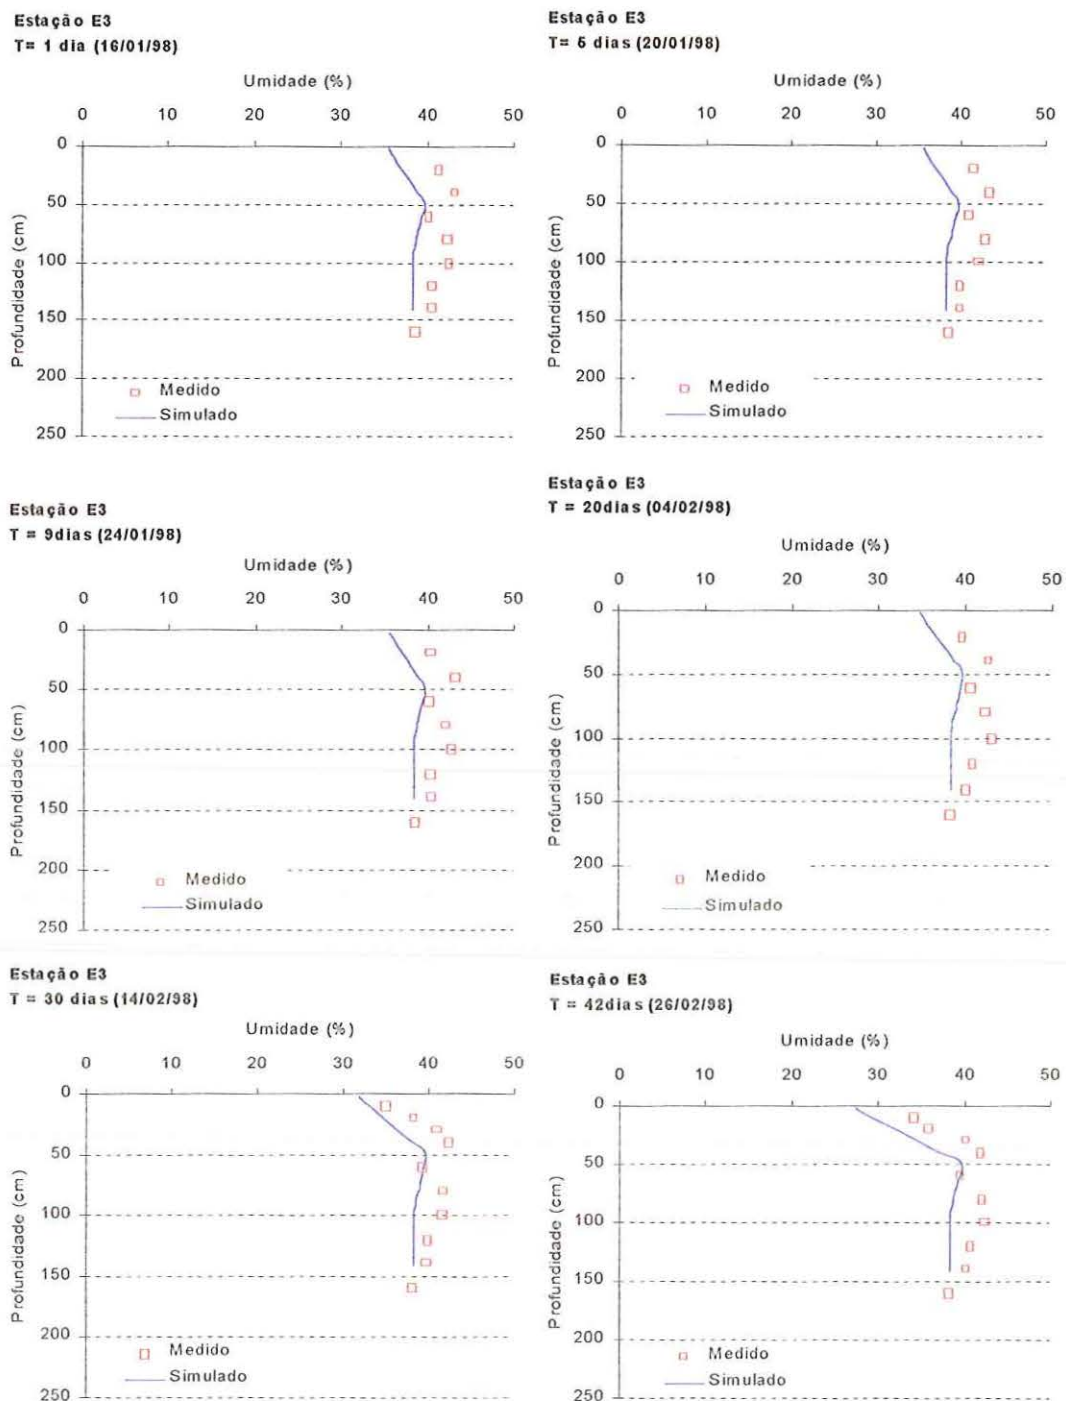 Estação E3
T= 1 dia (16/01/98)
Umidade (%)
0 10 20 30 40 50
0
50
100
150
200
250
Profundidade (cm)
Medido
Simulado
Estação E3
T= 5 dias (20/01/98)
Umidade (%)
0 10 20 30 40 50
0
50
100
150
200
250
Profundidade (cm)
Medido
Simulado
Estação E3
T = 9dias (24/01/98)
Umidade (%)
0 10 20 30 40 50
0
50
100
150
200
250
Profundidade (cm)
Medido
Simulado
Estação E3
T = 20dias (04/02/98)
Umidade (%)
0 10 20 30 40 50
0
50
100
150
200
250
Profundidade (cm)
Medido
Simulado
Estação E3
T = 30 dias (14/02/98)
Umidade (%)
0 10 20 30 40 50
0
50
100
150
200
250
Profundidade (cm)
Medido
Simulado
Estação E3
T = 42dias (26/02/98)
Umidade (%)
0 10 20 30 40 50
0
50
100
150
200
250
Profundidade (cm)
Medido
Simulado